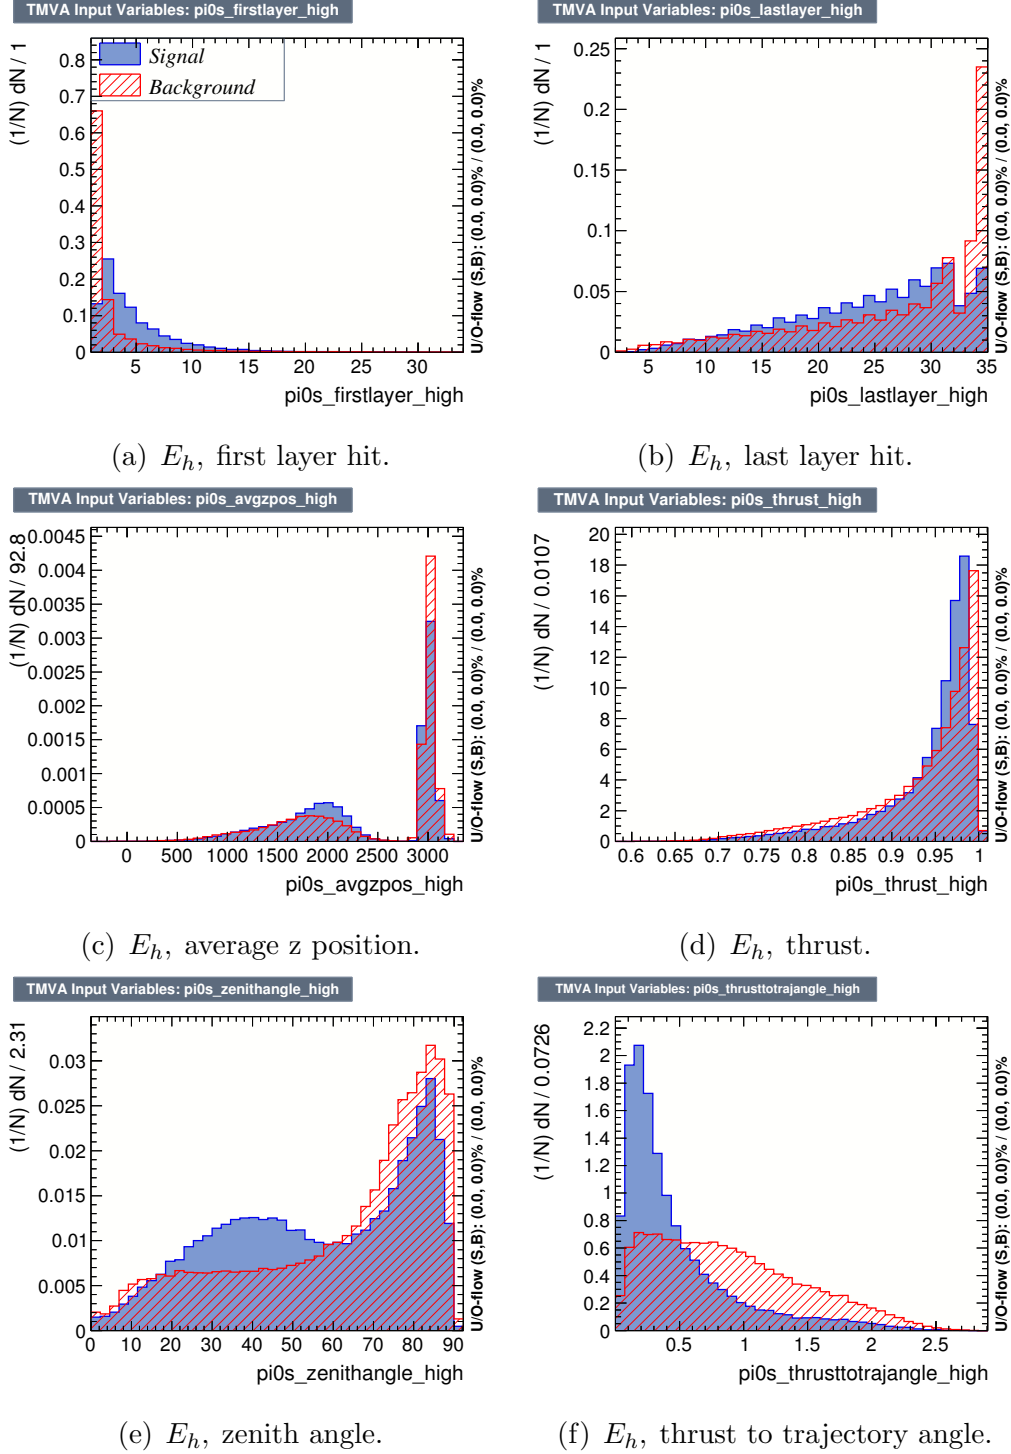 TMVA Input Variables: pi0s_firstlayer_high
(1/N) dN / 1
0.8
0.7
0.6
0.5
0.4
0.3
0.2
0.1
0
Signal
Background
5 10 15 20 25 30
pi0s_firstlayer_high
U/O-flow (S,B): (0.0, 0.0)% / (0.0, 0.0)%
(a) E_h, first layer hit.
TMVA Input Variables: pi0s_lastlayer_high
(1/N) dN / 1
0.25
0.2
0.15
0.1
0.05
0
5 10 15 20 25 30 35
pi0s_lastlayer_high
U/O-flow (S,B): (0.0, 0.0)% / (0.0, 0.0)%
(b) E_h, last layer hit.
TMVA Input Variables: pi0s_avgzpos_high
(1/N) dN / 92.8
0.0045
0.004
0.0035
0.003
0.0025
0.002
0.0015
0.001
0.0005
0
0 500 1000 1500 2000 2500 3000
pi0s_avgzpos_high
U/O-flow (S,B): (0.0, 0.0)% / (0.0, 0.0)%
(c) E_h, average z position.
TMVA Input Variables: pi0s_thrust_high
(1/N) dN / 0.0107
20
18
16
14
12
10
8
6
4
2
0
0.6 0.65 0.7 0.75 0.8 0.85 0.9 0.95 1
pi0s_thrust_high
U/O-flow (S,B): (0.0, 0.0)% / (0.0, 0.0)%
(d) E_h, thrust.
TMVA Input Variables: pi0s_zenithangle_high
(1/N) dN / 2.31
0.03
0.025
0.02
0.015
0.01
0.005
0
0 10 20 30 40 50 60 70 80 90
pi0s_zenithangle_high
U/O-flow (S,B): (0.0, 0.0)% / (0.0, 0.0)%
(e) E_h, zenith angle.
TMVA Input Variables: pi0s_thrusttotrajangle_high
(1/N) dN / 0.0726
2.2
2
1.8
1.6
1.4
1.2
1
0.8
0.6
0.4
0.2
0
0.5 1 1.5 2 2.5
pi0s_thrusttotrajangle_high
U/O-flow (S,B): (0.0, 0.0)% / (0.0, 0.0)%
(f) E_h, thrust to trajectory angle.